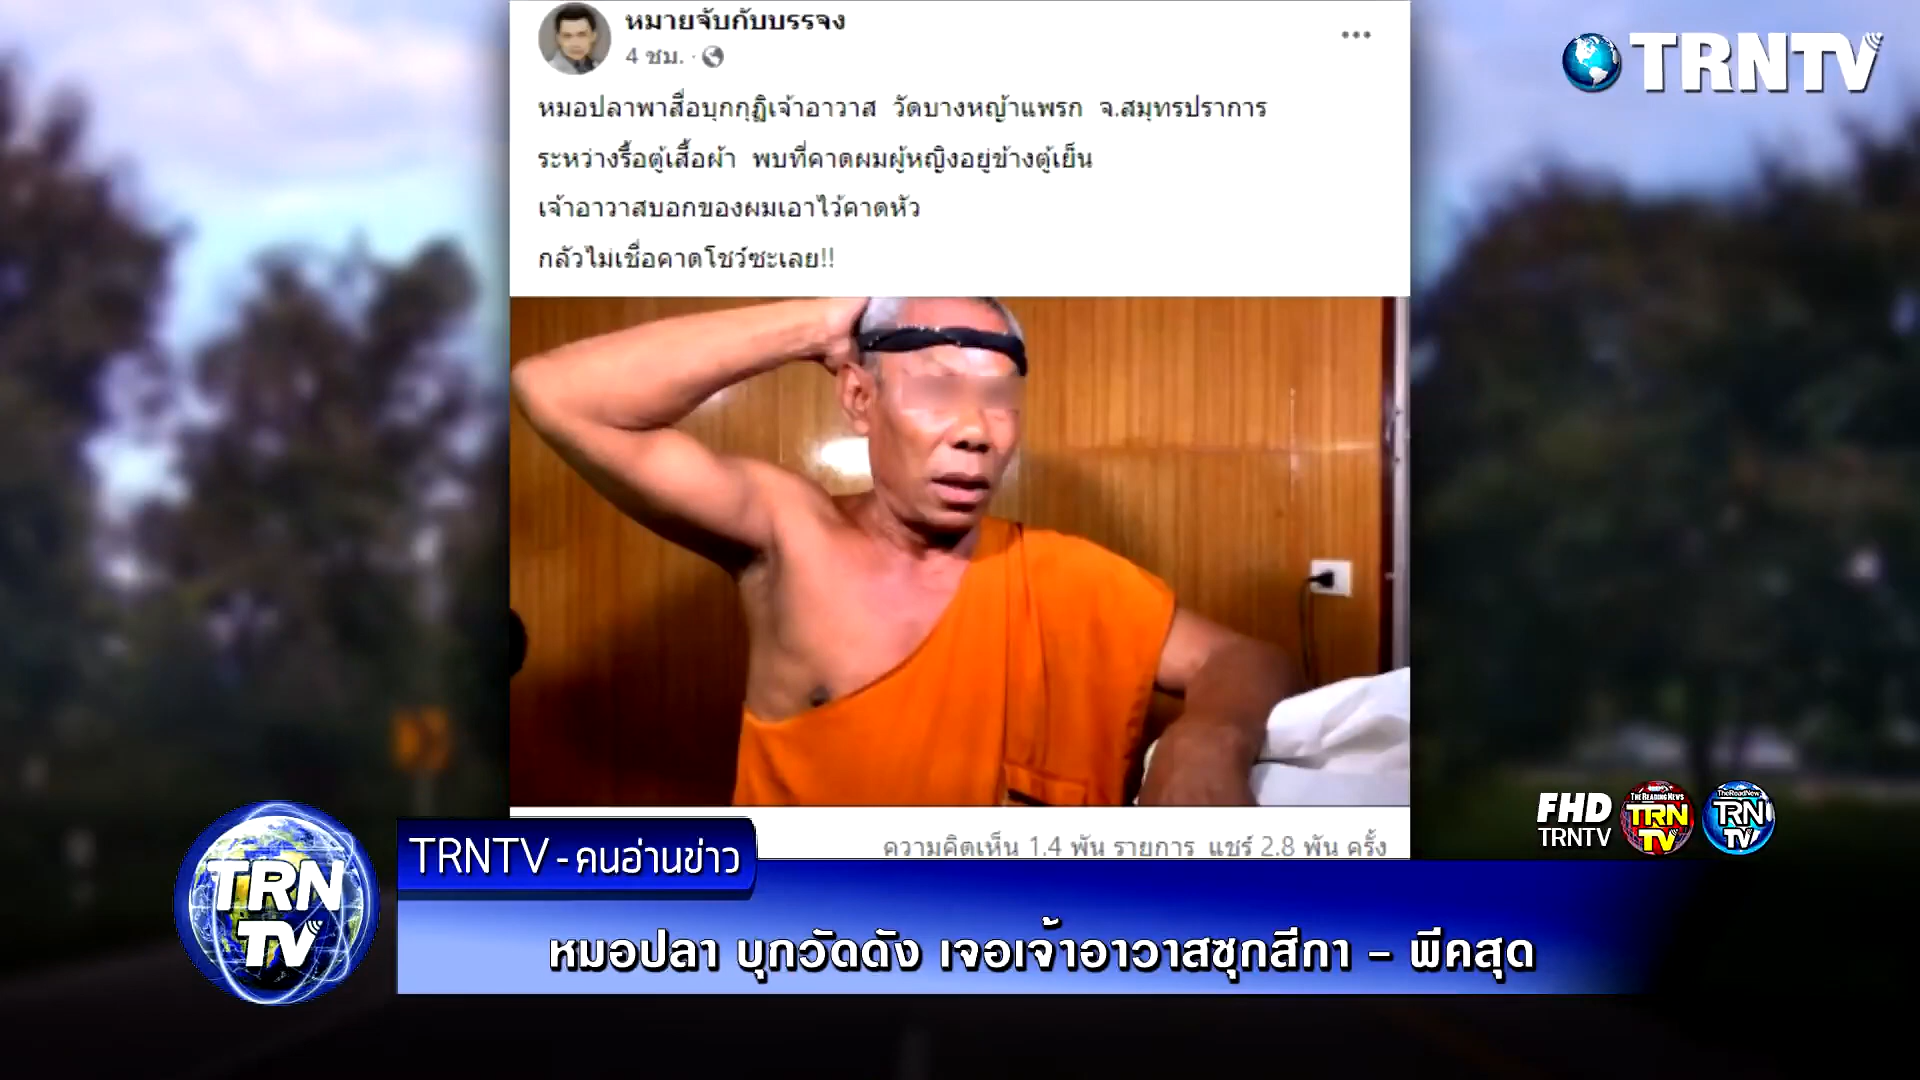 หมายจับกับบรรจง
4 ชม.
TRNTV
หมอปลาพาสื่อบุกกุฏิเจ้าอาวาส วัดบางหญ้าแพรก จ.สมุทรปราการ
ระหว่างรื้อตู้เสื้อผ้า พบที่คาดผมผู้หญิงอยู่ข้างตู้เย็น
เจ้าอาวาสบอกของผมเอาไว้คาดหัว
กลัวไม่เชื่อคาดโชว์ซะเลย!!
FHD
TRNTV
THE READING NEWS
TRN
TV
TheReadNew
TRN
TV
ความคิดเห็น 1.4 พัน รายการ แชร์ 2.8 พัน ครั้ง
TRNTV - คนอ่านข่าว
TRN
TV
หมอปลา บุกวัดดัง เจอเจ้าอาวาสซุกสีกา – พีคสุด